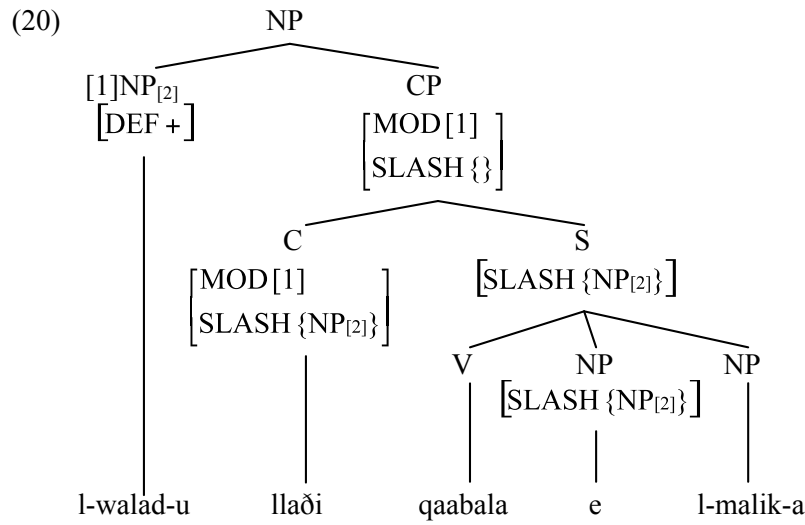 (20) NP
[1]NP[2] CP
[DEF +] [MOD [1]
SLASH {}]
C S
[MOD [1] [SLASH {NP[2]}]
SLASH {NP[2]}]
V NP NP
[SLASH {NP[2]}]
l-walad-u llaði qaabala e l-malik-a